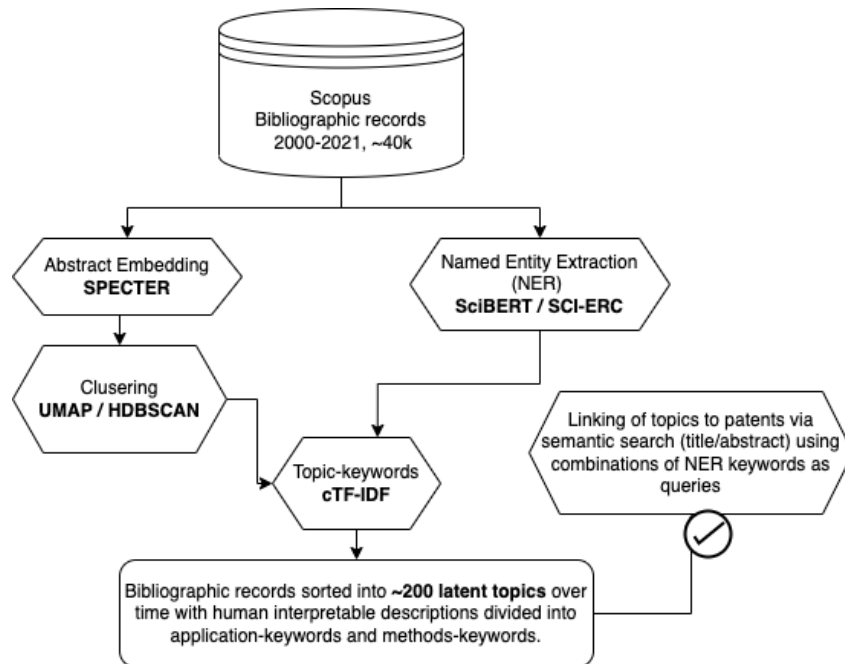 Scopus
Bibliographic records
2000-2021, ~40k
Abstract Embedding
SPECTER
Named Entity Extraction
(NER)
SciBERT / SCI-ERC
Clusering
UMAP / HDBSCAN
Linking of topics to patents via
semantic search (title/abstract) using
combinations of NER keywords as
queries
Topic-keywords
cTF-IDF
Bibliographic records sorted into ~200 latent topics over
time with human interpretable descriptions divided into
application-keywords and methods-keywords.